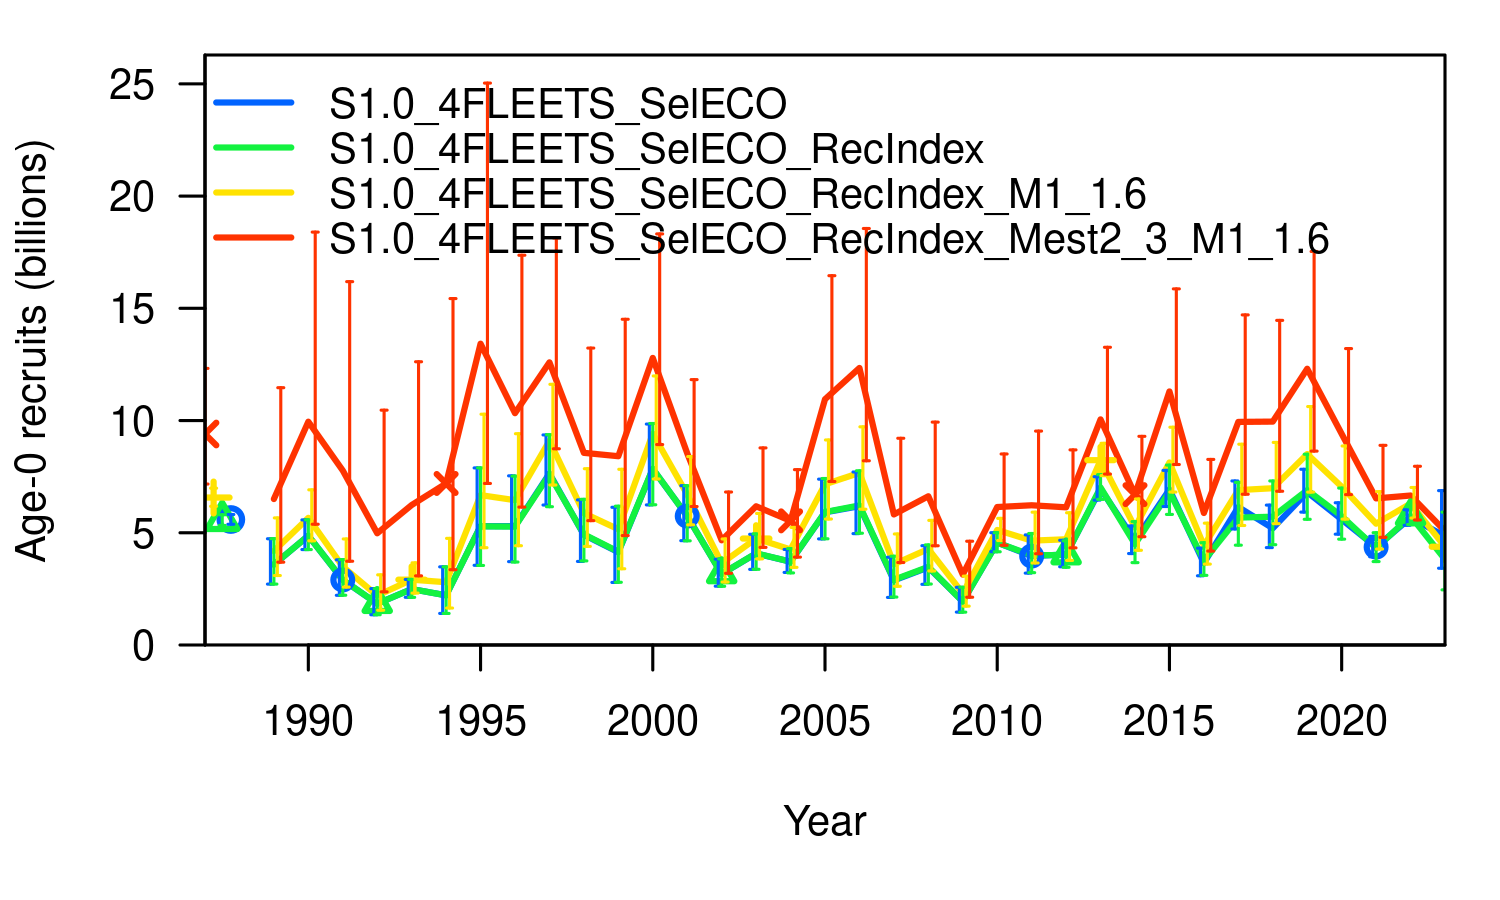 25
20
15
10
5
0
Age-0 recruits (billions)
S1.0_4FLEETS_SelECO
S1.0_4FLEETS_SelECO_RecIndex
S1.0_4FLEETS_SelECO_RecIndex_M1_1.6
S1.0_4FLEETS_SelECO_RecIndex_Mest2_3_M1_1.6
1990 1995 2000 2005 2010 2015 2020
Year